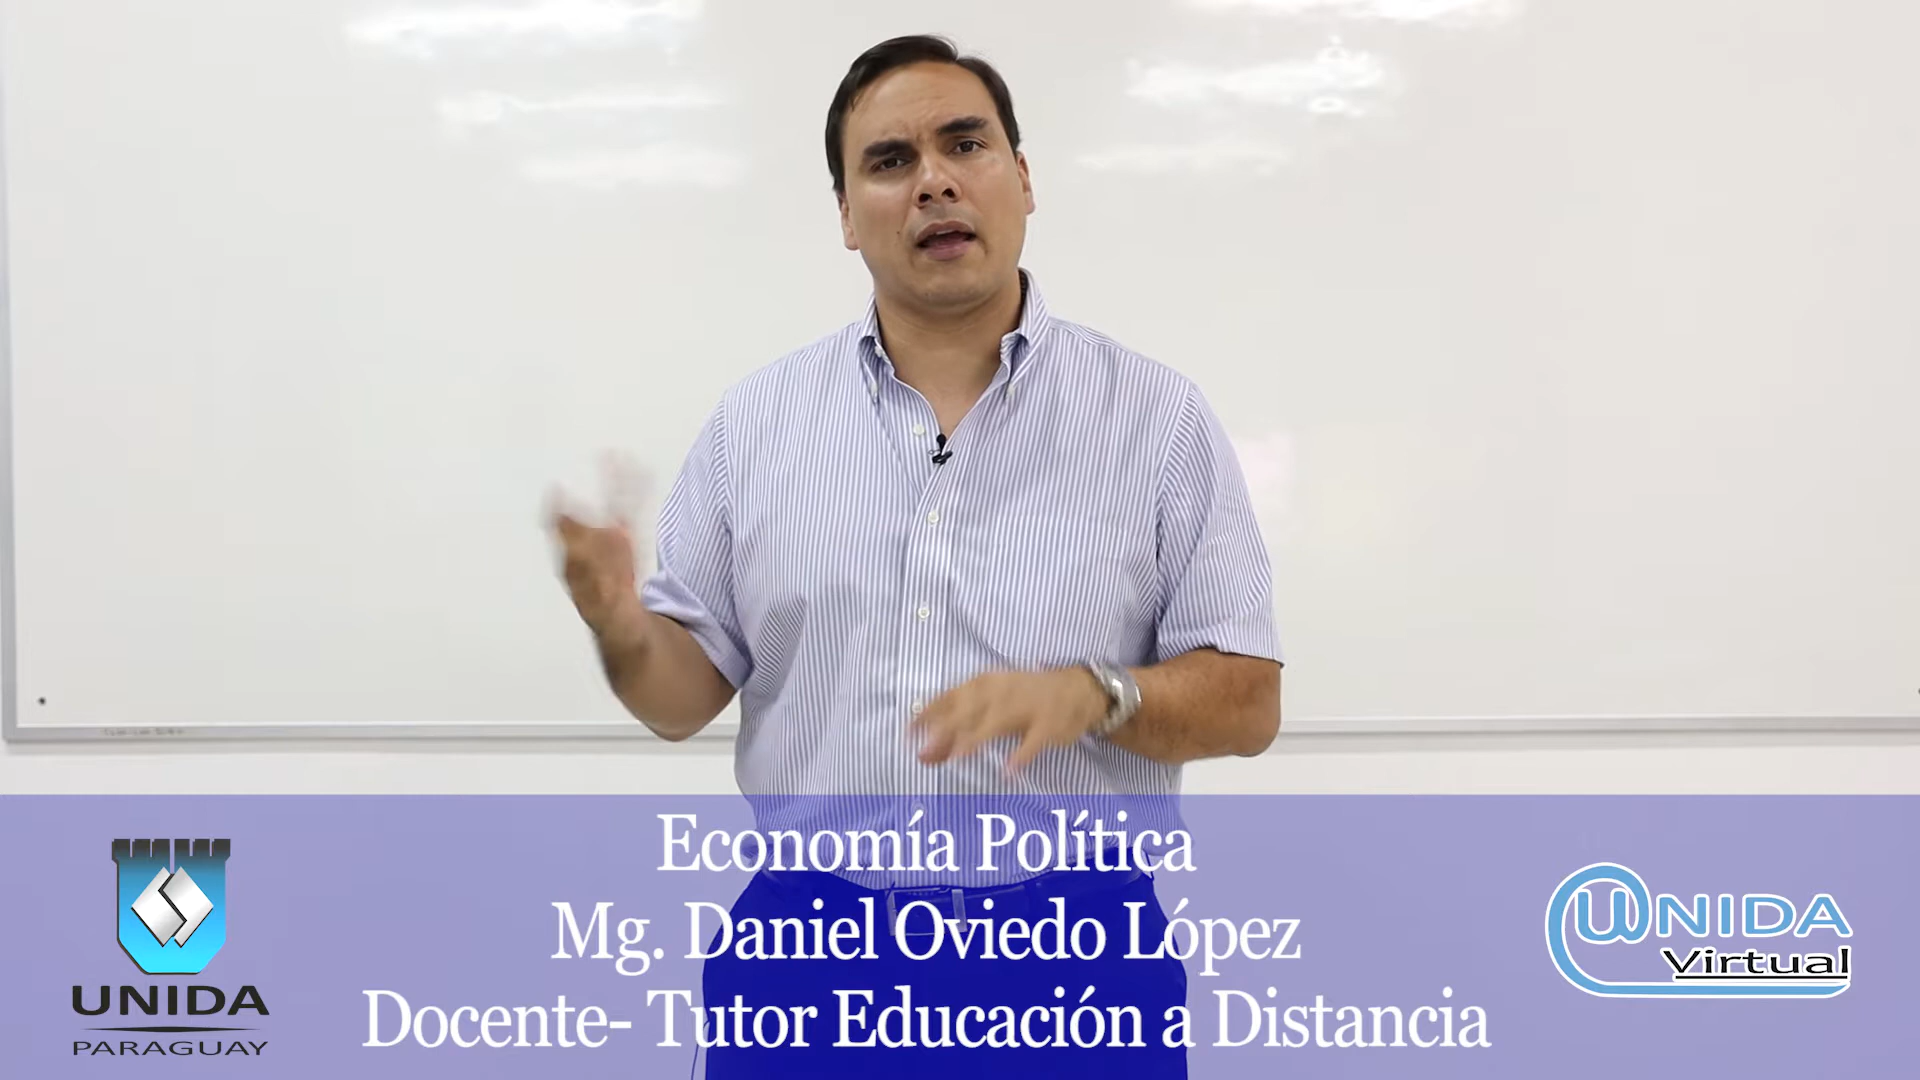 Economía Política
Mg. Daniel Oviedo López
Docente- Tutor Educación a Distancia
UNIDA
PARAGUAY
UNIDA
Virtual